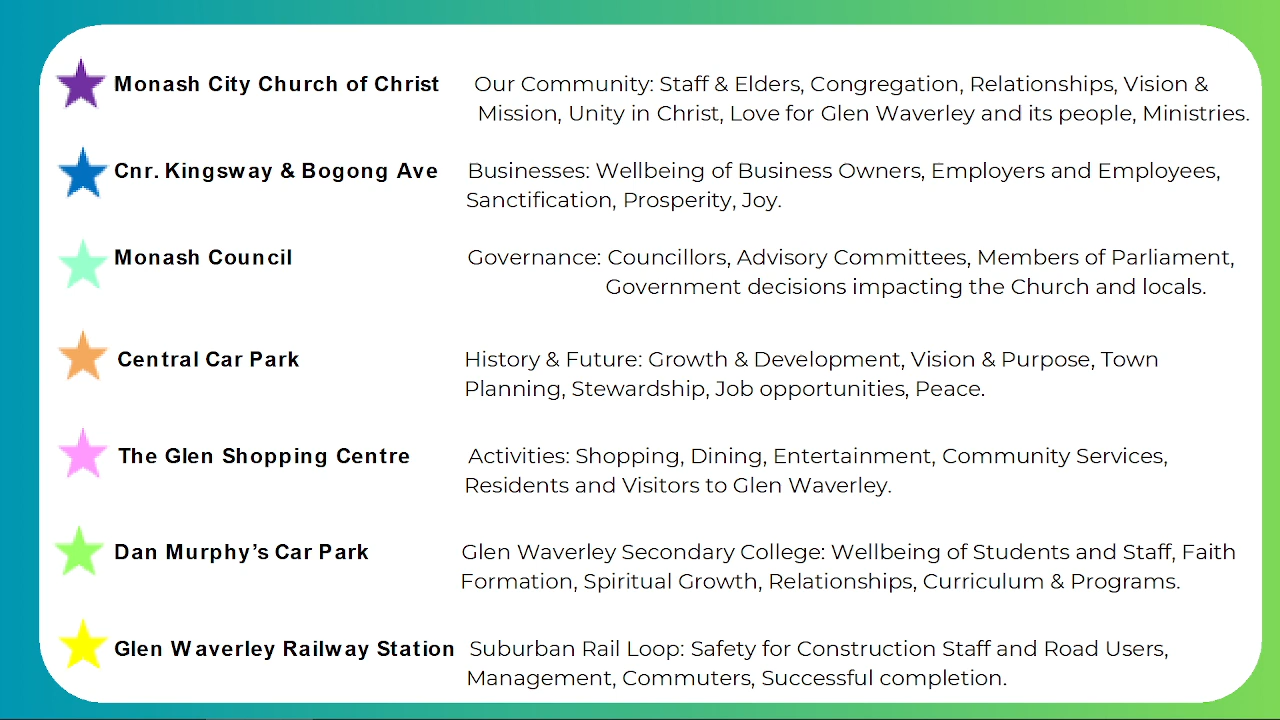 Monash City Church of Christ Our Community: Staff & Elders, Congregation, Relationships, Vision &
Mission, Unity in Christ, Love for Glen Waverley and its people, Ministries.
Cnr. Kingsway & Bogong Ave Businesses: Wellbeing of Business Owners, Employers and Employees,
Sanctification, Prosperity, Joy.
Monash Council Governance: Councillors, Advisory Committees, Members of Parliament,
Government decisions impacting the Church and locals.
Central Car Park History & Future: Growth & Development, Vision & Purpose, Town
Planning, Stewardship, Job opportunities, Peace.
The Glen Shopping Centre Activities: Shopping, Dining, Entertainment, Community Services,
Residents and Visitors to Glen Waverley.
Dan Murphy's Car Park Glen Waverley Secondary College: Wellbeing of Students and Staff, Faith
Formation, Spiritual Growth, Relationships, Curriculum & Programs.
Glen Waverley Railway Station Suburban Rail Loop: Safety for Construction Staff and Road Users,
Management, Commuters, Successful completion.